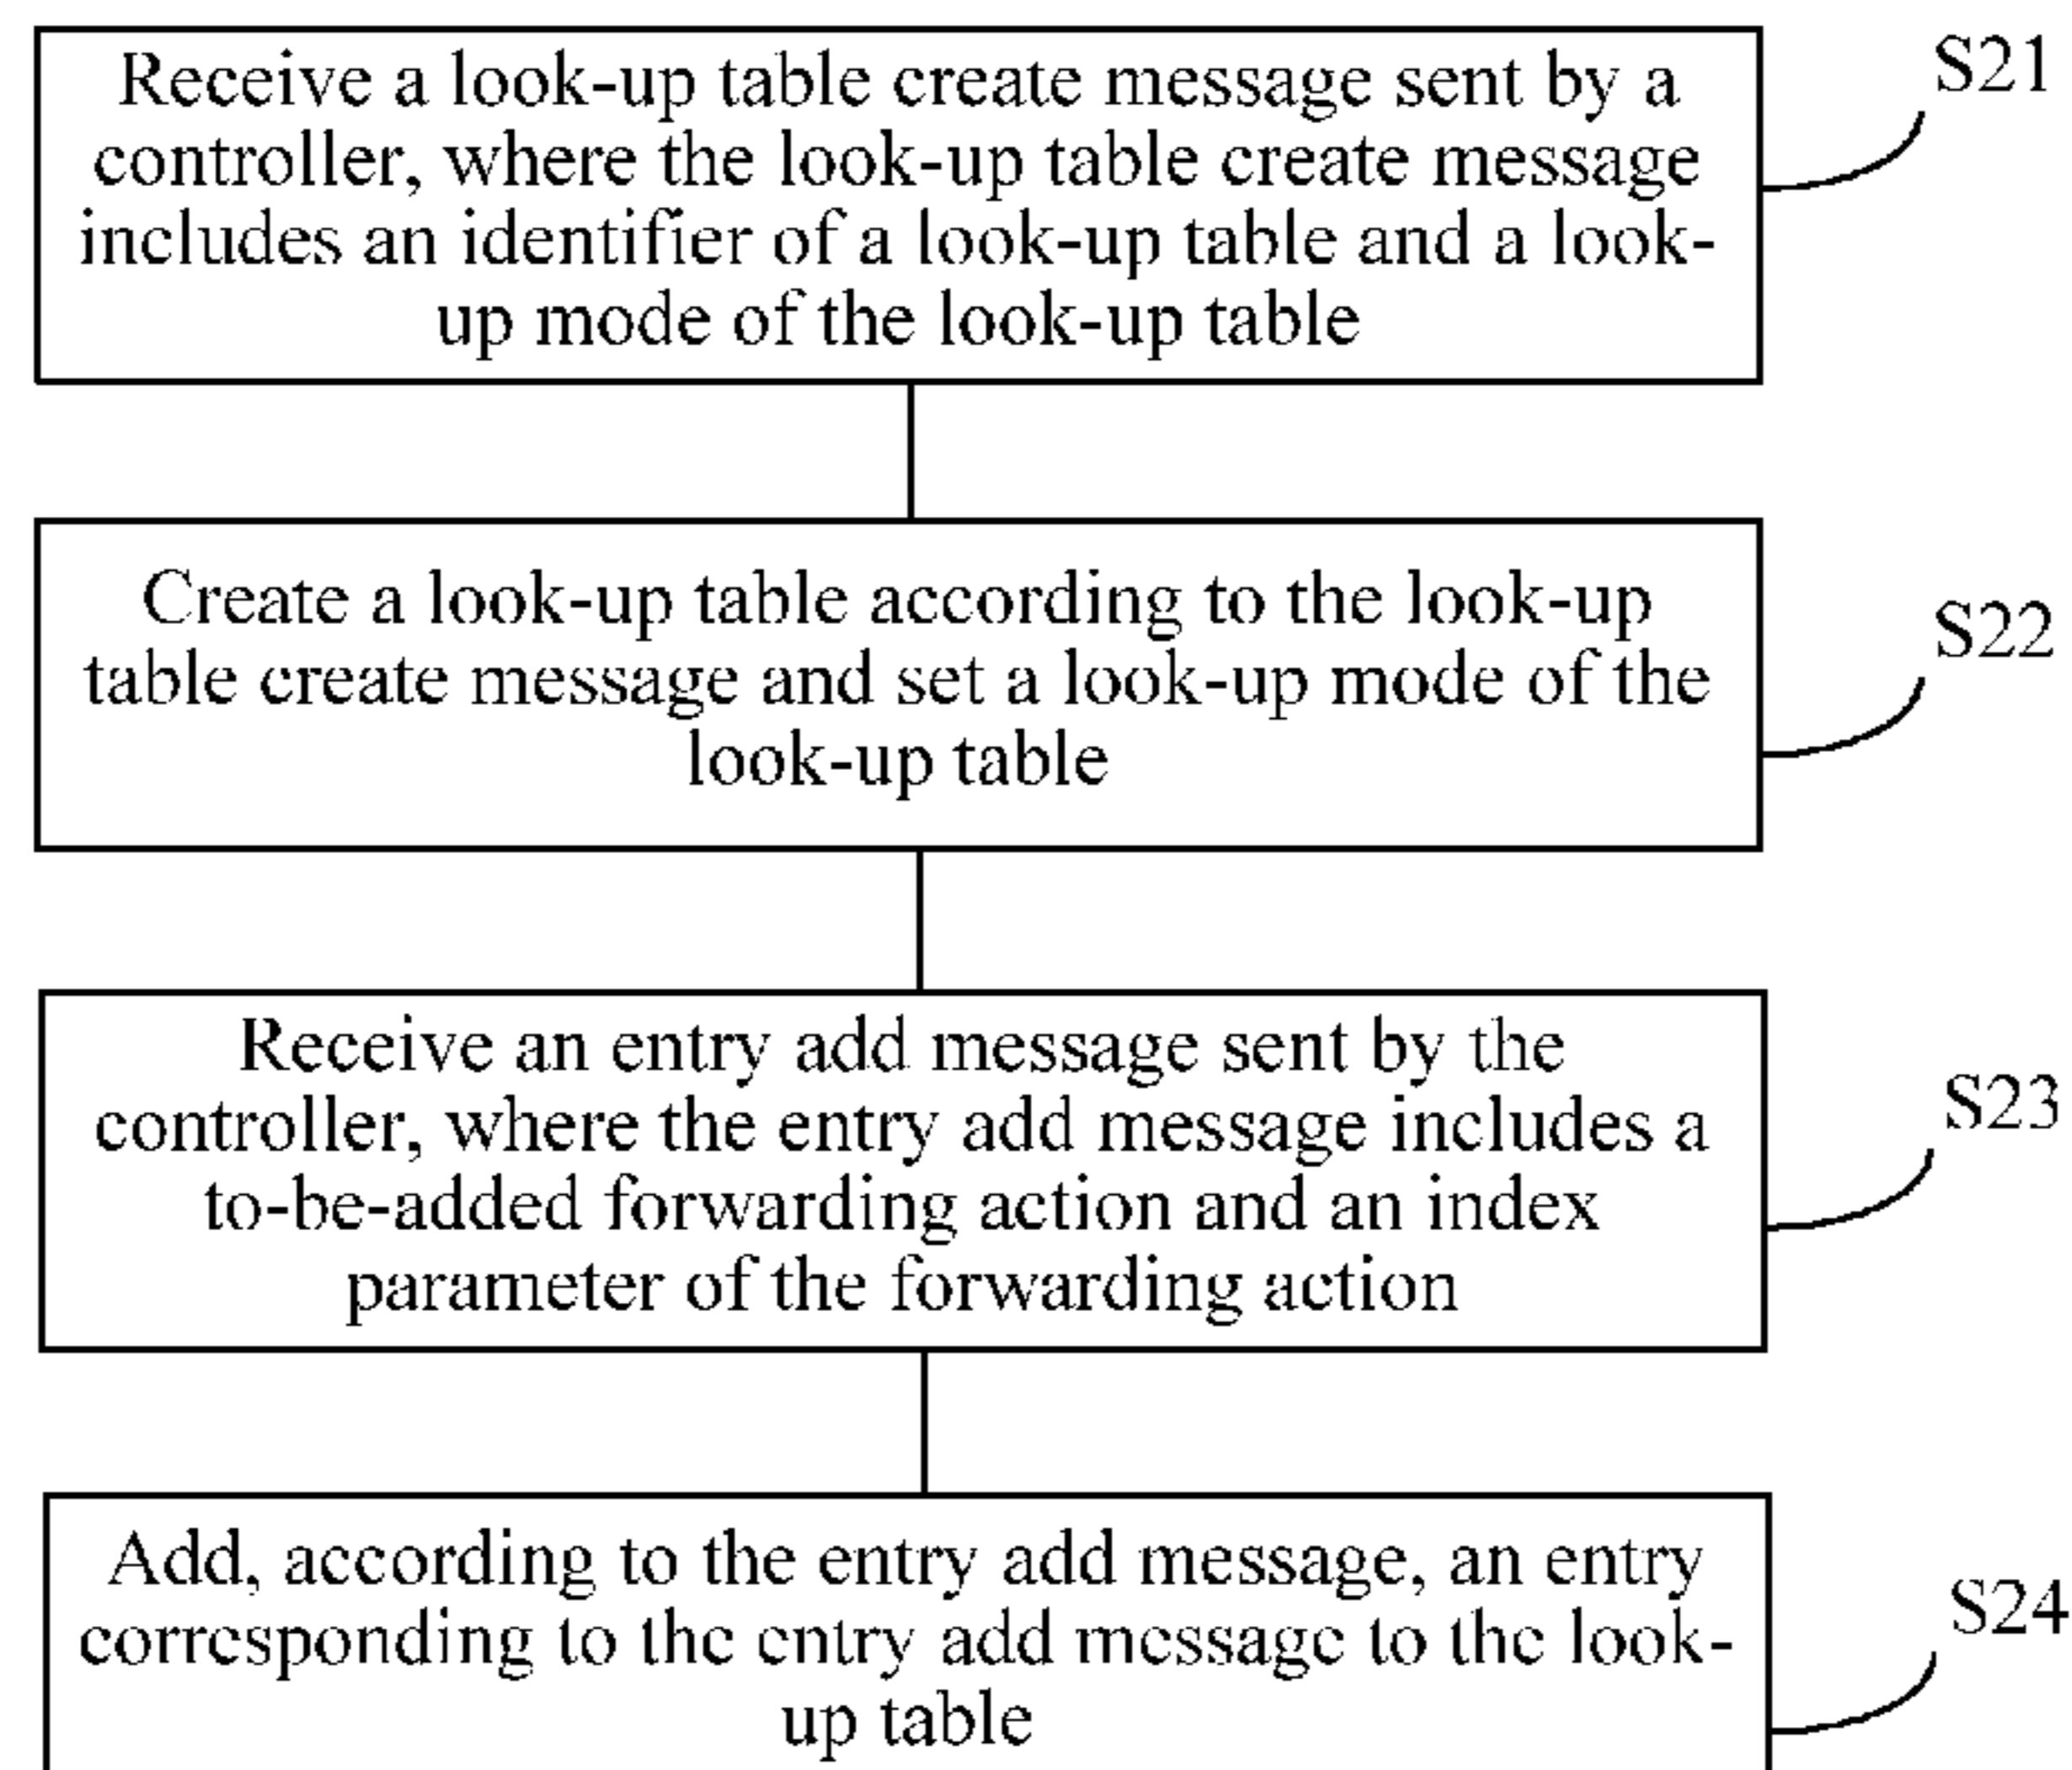 Receive a look-up table create message sent by a
controller, where the look-up table create message
includes an identifier of a look-up table and a look-
up mode of the look-up table
S21
Create a look-up table according to the look-up
table create message and set a look-up mode of the
look-up table
S22
Receive an entry add message sent by the
controller, where the entry add message includes a
to-be-added forwarding action and an index
parameter of the forwarding action
S23
Add, according to the entry add message, an entry
corresponding to the entry add message to the look-
up table
S24